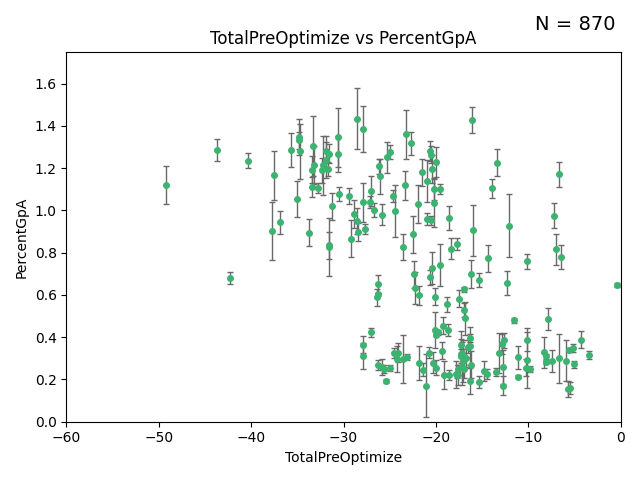 N = 870
TotalPreOptimize vs PercentGpA
PercentGpA
1.6
1.4
1.2
1.0
0.8
0.6
0.4
0.2
0.0
−60 −50 −40 −30 −20 −10 0
TotalPreOptimize